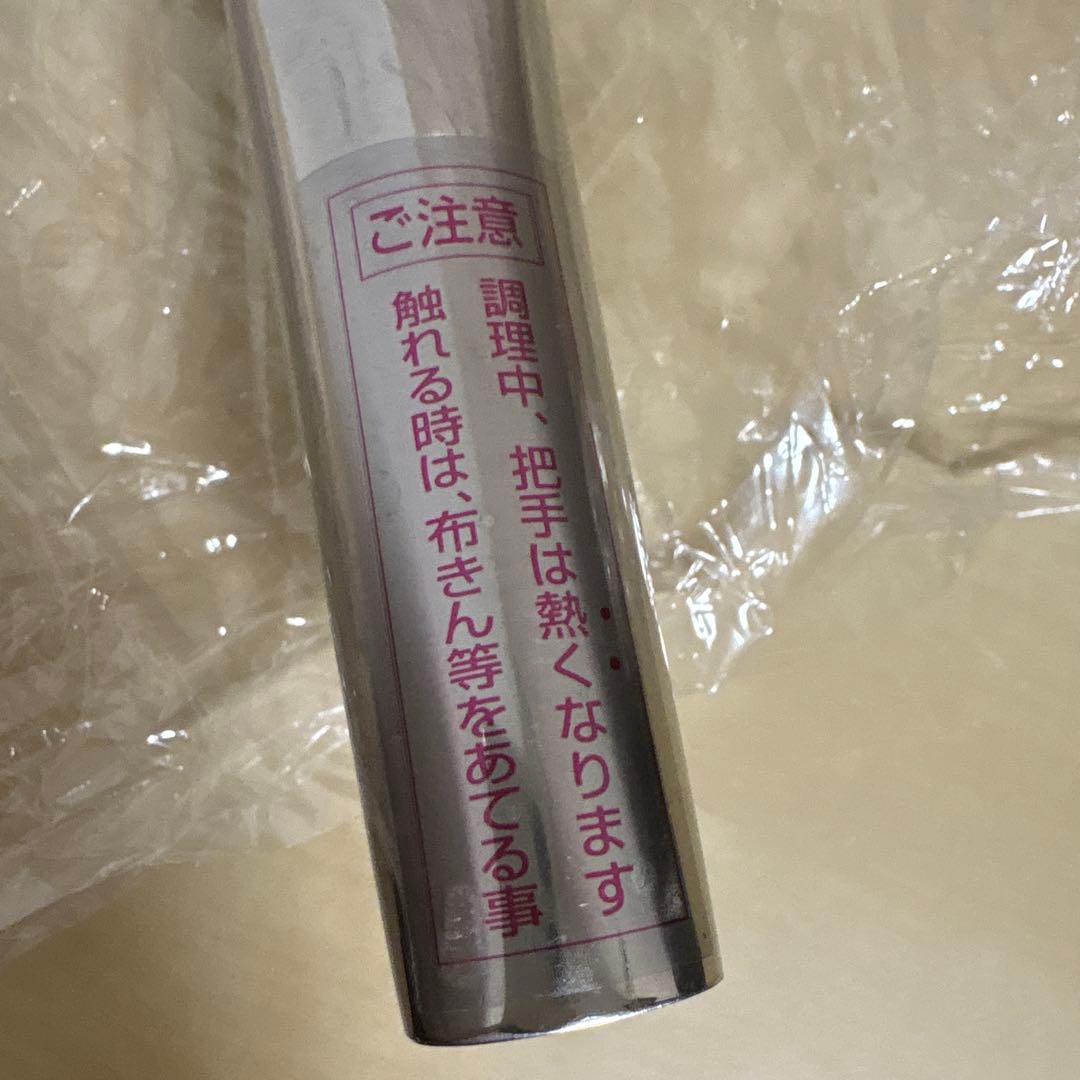 ご注意
調理中、把手は熱くなります
触れる時は、布きん等をあてる事